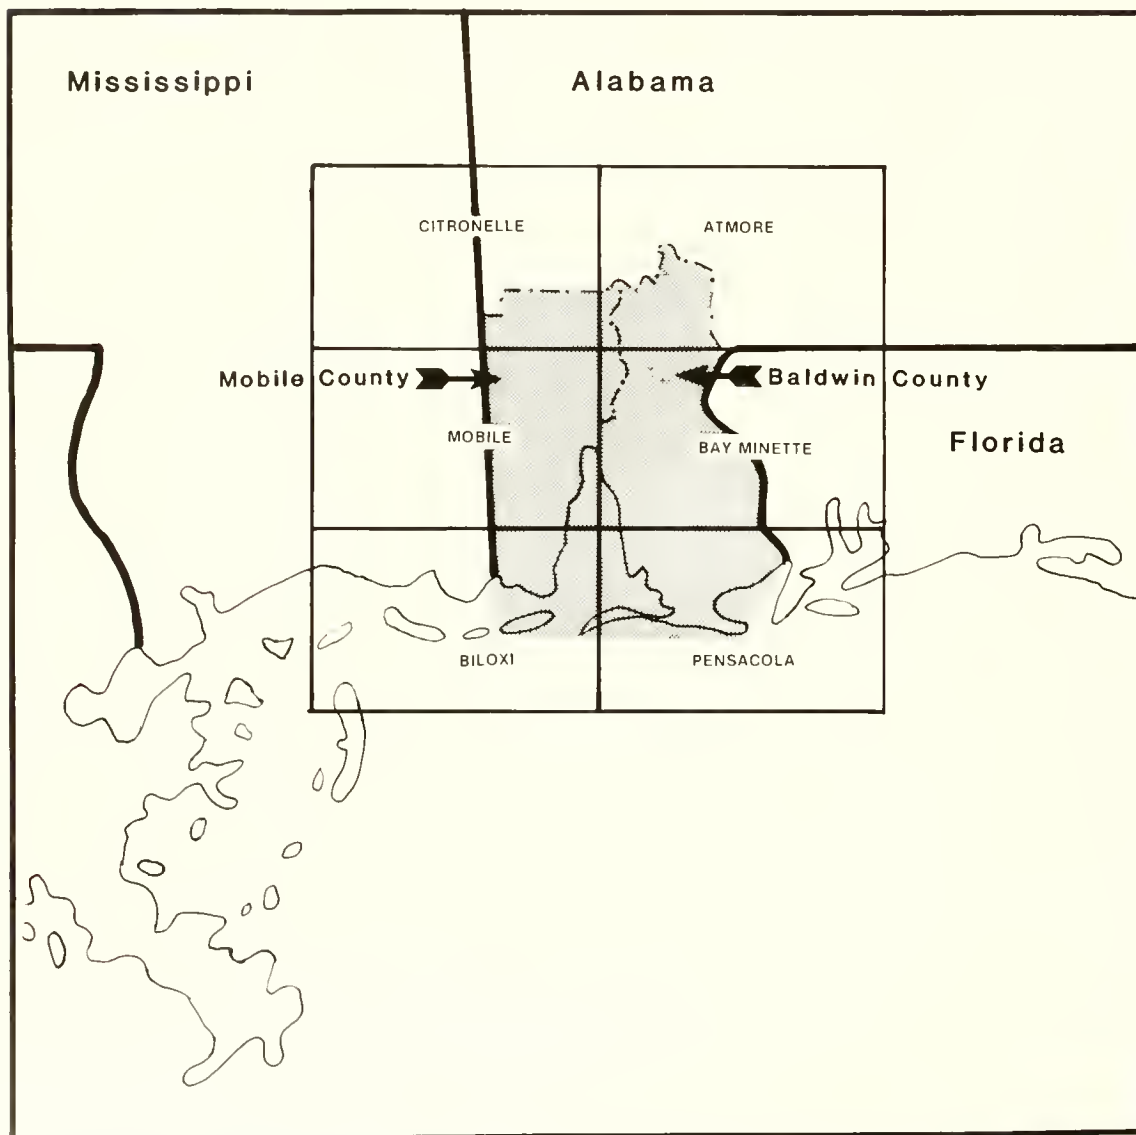 Mississippi
Alabama
CITRONELLE
ATMORE
Mobile County
Baldwin County
MOBILE
BAY MINETTE
Florida
BILOXI
PENSACOLA